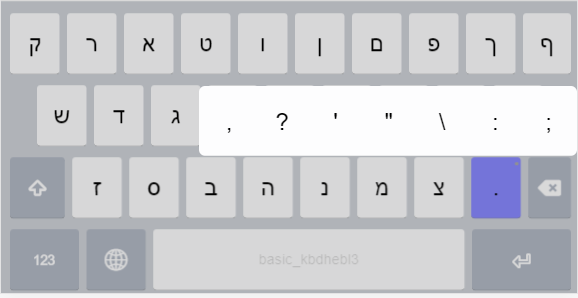 ק ר א ט ו ן ם פ ך ף
ש ד ג , ? ' " \ : ;
ז ס ב ה נ מ צ .
123 basic_kbdhebl3